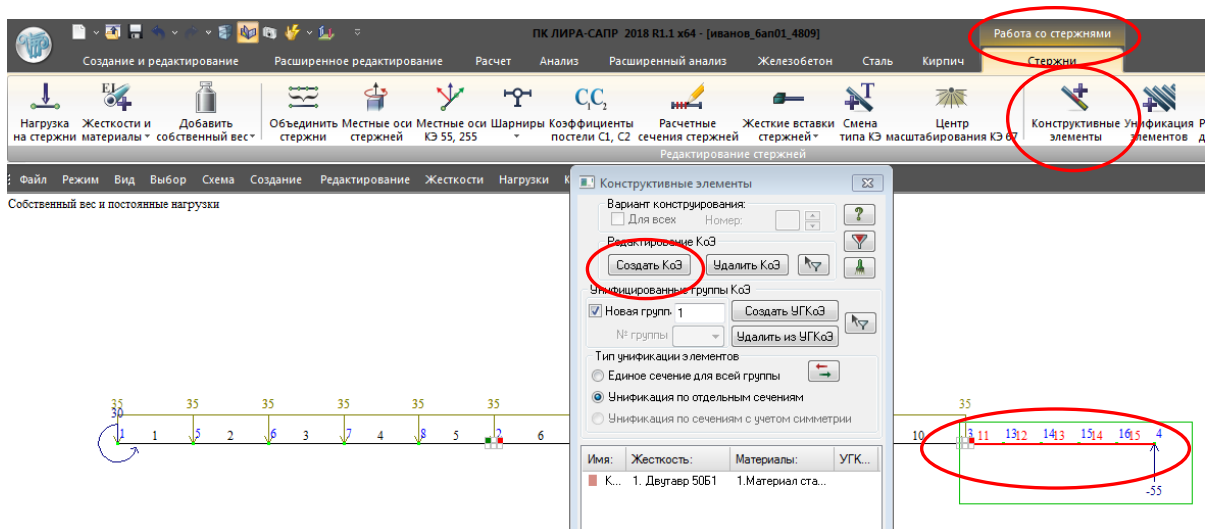 ПК ЛИРА-САПР 2018 R1.1 x64 - [иванов_6ап01_4809]
Работа со стержнями
Создание и редактирование Расширенное редактирование Расчет Анализ Расширенный анализ Железобетон Сталь Кирпич Стержни
Нагрузка на стержни
Жесткости и материалы
Добавить собственный вес
Объединить стержни
Местные оси стержней
Местные оси КЭ 55, 255
Шарниры
Коэффициенты постели C1, C2
Расчетные сечения стержней
Жесткие вставки стержней
Смена типа КЭ
Центр масштабирования КЭ 67
Конструктивные элементы
Унификация элементов
Редактирование стержней
Файл Режим Вид Выбор Схема Создание Редактирование Жесткости Нагрузки
Собственный вес и постоянные нагрузки
Конструктивные элементы
Вариант конструирования:
Для всех Номер:
Редактирование КоЭ
Создать КоЭ Удалить КоЭ
Унифицированные группы КоЭ
Новая групп 1 Создать УГКоЭ
№ группы Удалить из УГКоЭ
Тип унификации элементов
Единое сечение для всей группы
Унификация по отдельным сечениям
Унификация по сечениям с учетом симметрии
Имя: Жесткость: Материалы: УГК...
К... 1. Двутавр 50Б1 1.Материал ста...
35 35 35 35 35 35 35
30
1 1 5 2 6 3 7 4 8 5 2 6 10 3 11 13 12 14 13 15 14 16 15 4
-55